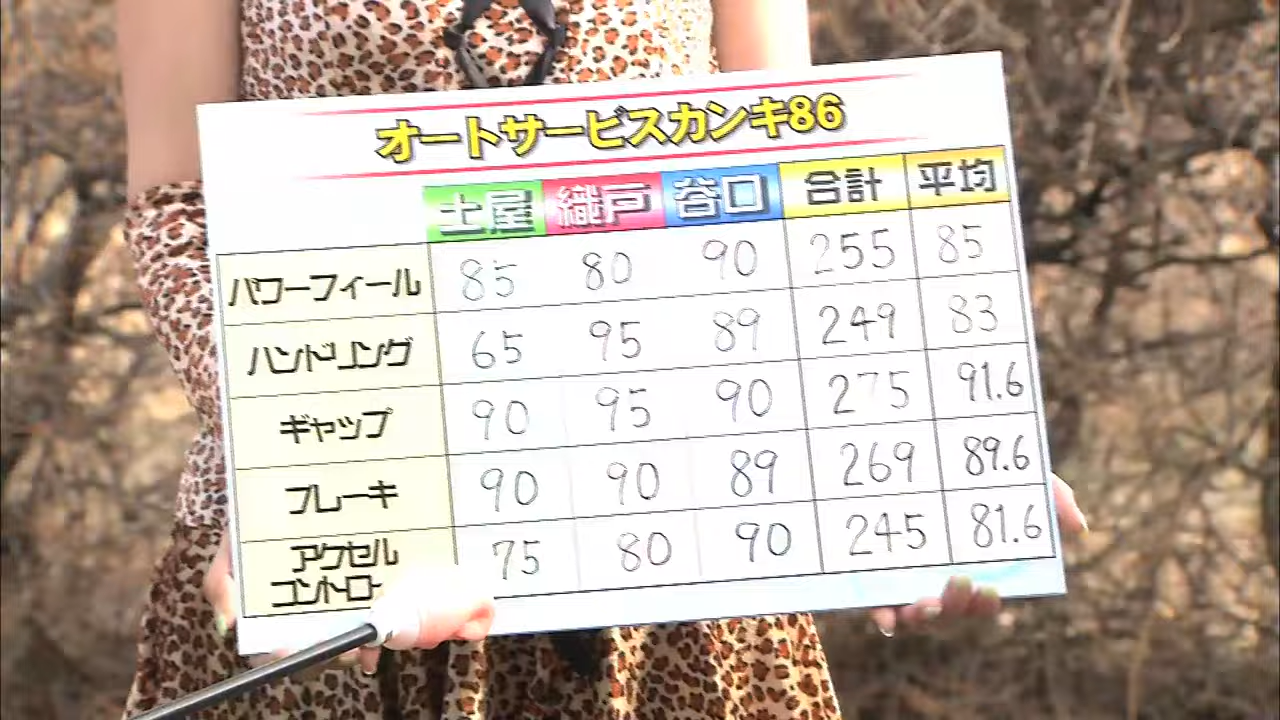 オートサービスカンキ86
土屋 織戸 谷口 合計 平均
パワーフィール 85 80 90 255 85
ハンドリング 65 95 89 249 83
ギャップ 90 95 90 275 91.6
ブレーキ 90 90 89 269 89.6
アクセル
コントロー 75 80 90 245 81.6